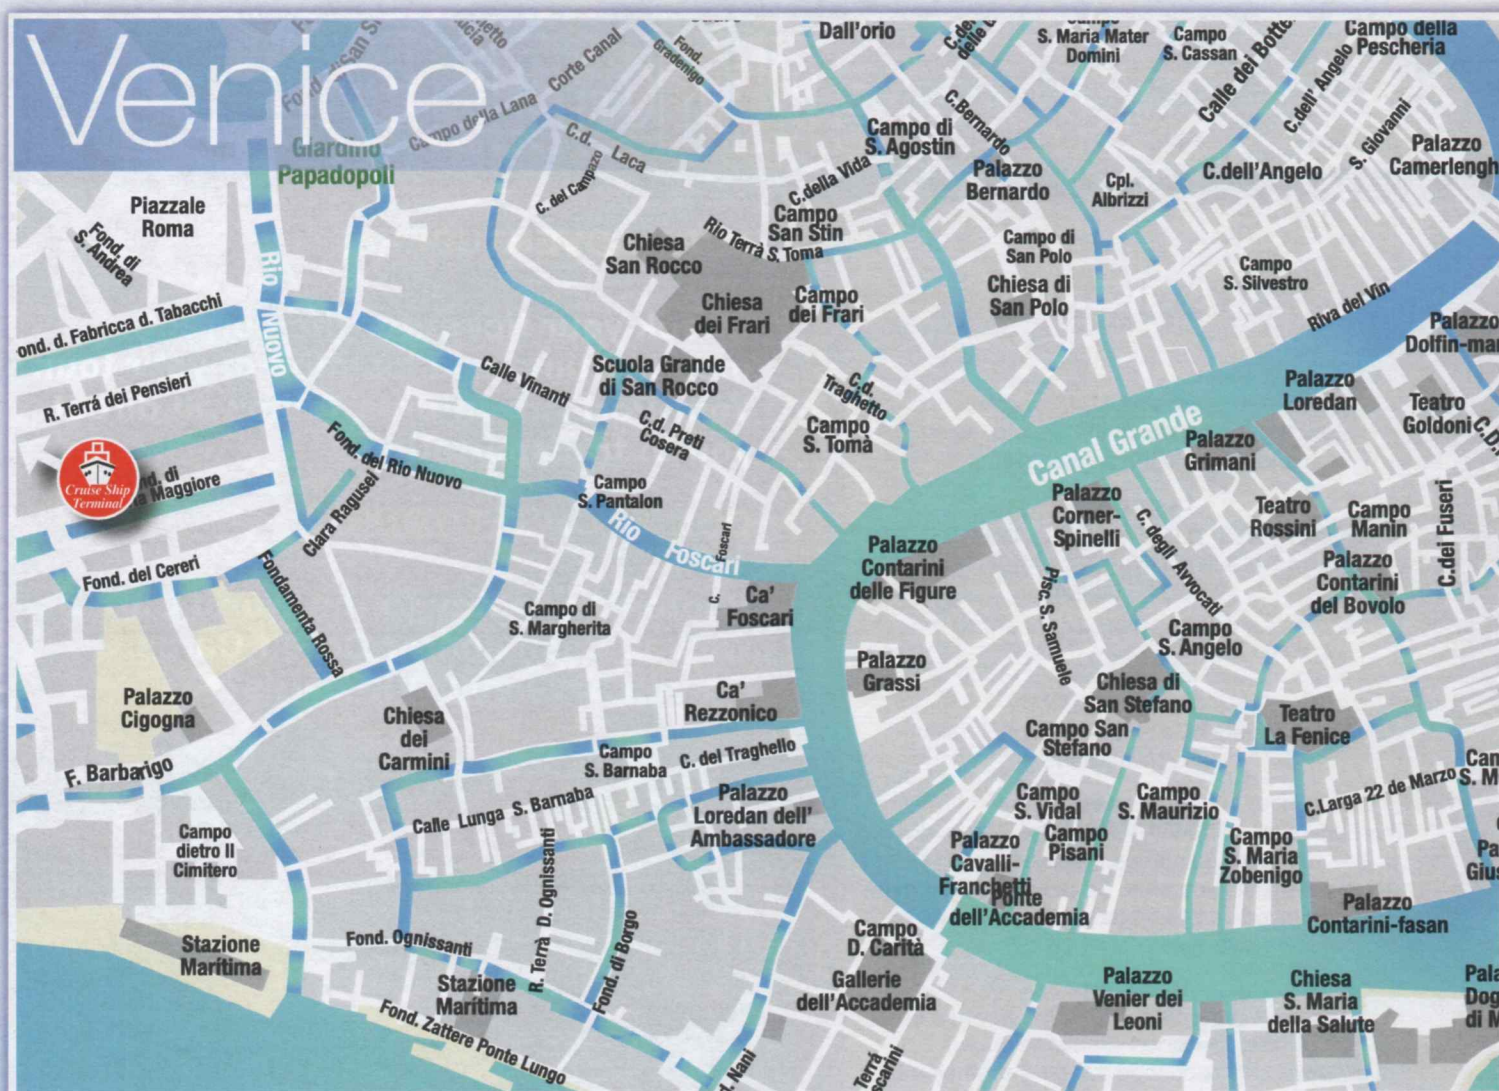 Venice
Corte Canal
Fond.
Gradenigo
Dall'orio
S. Maria Mater
Domini
Campo
S. Cassan
Calle dei Botte
Campo della
Pescheria
C.dell' Angelo
Campo della Lana
C.d.
Laca
C. del Campazo
Giardino
Papadopoli
Campo di
S. Agostin
C.Bernardo
Palazzo
Bernardo
Cpl.
Albrizzi
C.dell'Angelo
S. Giovanni
Palazzo
Camerlengh
Piazzale
Roma
Fond. di
S. Andrea
C.della Vida
Campo
San Stin
Rio Terrà S. Toma
Chiesa
San Rocco
Campo di
San Polo
Chiesa di
San Polo
Campo
S. Silvestro
Riva del Vin
Rio
Nuovo
Chiesa
dei Frari
Campo
dei Frari
ond. d. Fabricca d. Tabacchi
R. Terrá dei Pensieri
Calle Vinanti
Scuola Grande
di San Rocco
C.d.
Traghetto
C.d. Preti
Cosera
Campo
S. Tomà
Palazzo
Dolfin-man
Palazzo
Loredan
Teatro
Goldoni
Canal Grande
Palazzo
Grimani
Cruise Ship
Terminal
nd. di
a Maggiore
Fond. del Rio Nuovo
Clara Ragusei
Campo
S. Pantalon
Rio Foscari
C. Foscari
Palazzo
Corner-
Spinelli
C. degli Avvocati
Teatro
Rossini
Campo
Manin
C.dei Fuseri
Palazzo
Contarini
delle Figure
Palazzo
Contarini
del Bovolo
Fond. del Cereri
Fondamenta Rossa
Campo di
S. Margherita
Ca'
Foscari
Pisc. S. Samuele
Campo
S. Angelo
Palazzo
Grassi
Palazzo
Cigogna
Chiesa
dei
Carmini
Ca'
Rezzonico
Chiesa di
San Stefano
Campo San
Stefano
Teatro
La Fenice
F. Barbarigo
Campo
S. Barnaba
C. del Traghello
Calle Lunga S. Barnaba
Palazzo
Loredan dell'
Ambassadore
Campo
S. Vidal
Campo
Pisani
Campo
S. Maurizio
C.Larga 22 de Marzo
Campo
dietro Il
Cimitero
R. Terrà D. Ognissanti
Palazzo
Cavalli-
Franchetti
Ponte
dell'Accademia
Campo
S. Maria
Zobenigo
Palazzo
Contarini-fasan
Stazione
Marítima
Fond. Ognissanti
Stazione
Marítima
Fond. di Borgo
Campo
D. Carità
Gallerie
dell'Accademia
Palazzo
Venier dei
Leoni
Chiesa
S. Maria
della Salute
Fond. Zattere Ponte Lungo
Nani
Terrá